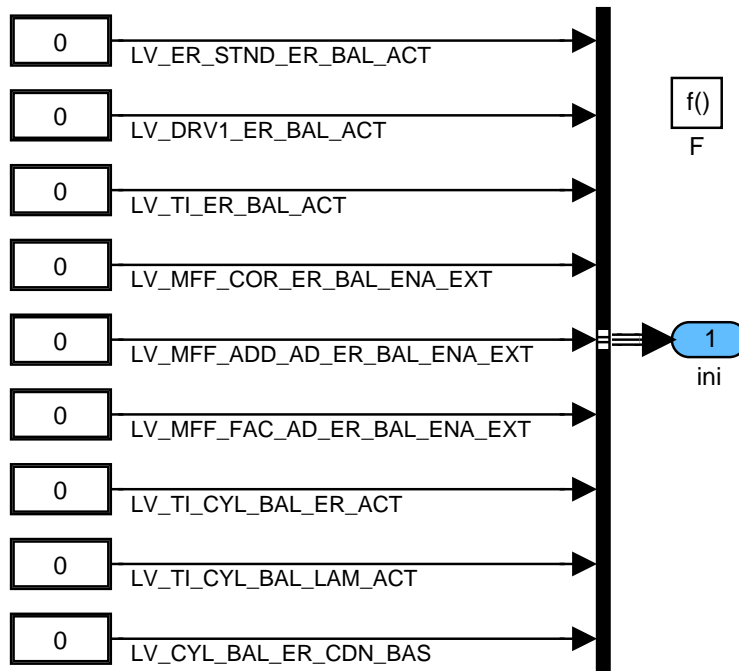 0
LV_ER_STND_ER_BAL_ACT
0
LV_DRV1_ER_BAL_ACT
f()
F
0
LV_TI_ER_BAL_ACT
0
LV_MFF_COR_ER_BAL_ENA_EXT
0
LV_MFF_ADD_AD_ER_BAL_ENA_EXT
1
ini
0
LV_MFF_FAC_AD_ER_BAL_ENA_EXT
0
LV_TI_CYL_BAL_ER_ACT
0
LV_TI_CYL_BAL_LAM_ACT
0
LV_CYL_BAL_ER_CDN_BAS